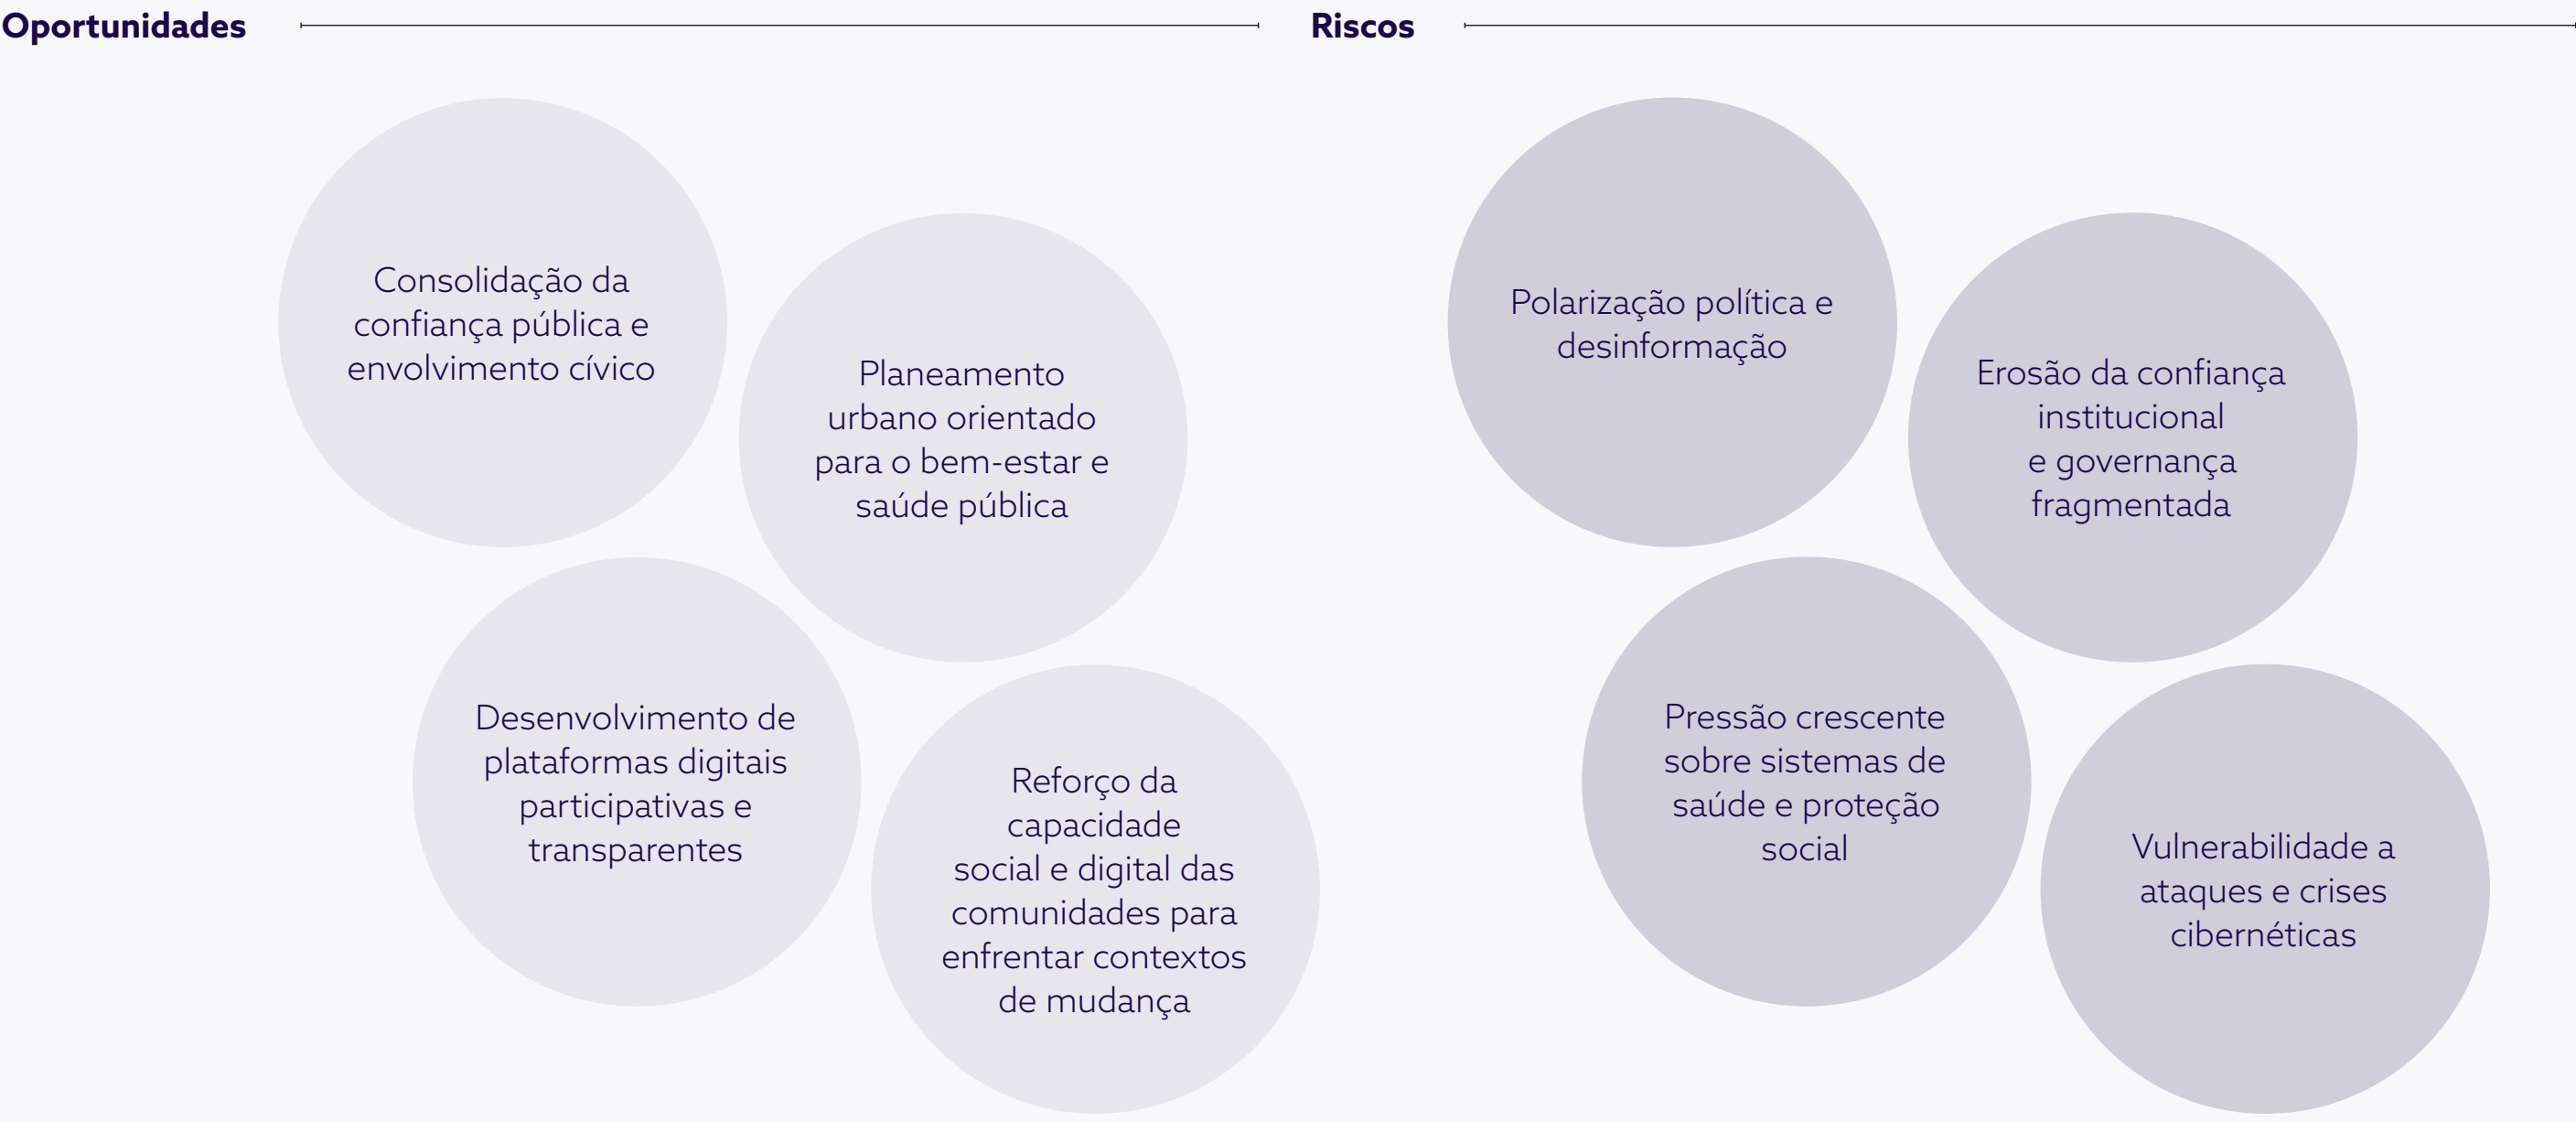 Oportunidades
Consolidação da
confiança pública e
envolvimento cívico
Planeamento
urbano orientado
para o bem-estar e
saúde pública
Desenvolvimento de
plataformas digitais
participativas e
transparentes
Reforço da
capacidade
social e digital das
comunidades para
enfrentar contextos
de mudança
Riscos
Polarização política e
desinformação
Erosão da confiança
institucional
e governança
fragmentada
Pressão crescente
sobre sistemas de
saúde e proteção
social
Vulnerabilidade a
ataques e crises
cibernéticas